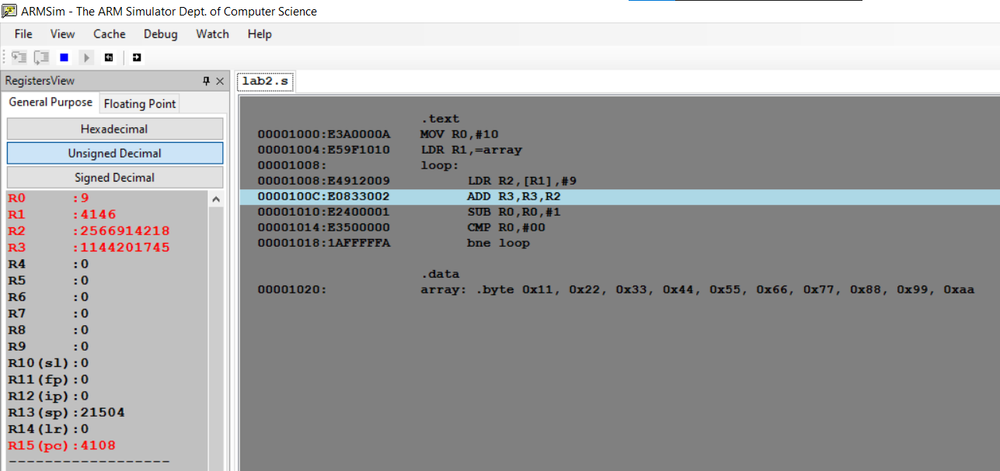 ARMSim - The ARM Simulator Dept. of Computer Science
File View Cache Debug Watch Help
RegistersView
General Purpose Floating Point
Hexadecimal
Unsigned Decimal
Signed Decimal
R0 :9
R1 :4146
R2 :2566914218
R3 :1144201745
R4 :0
R5 :0
R6 :0
R7 :0
R8 :0
R9 :0
R10(sl):0
R11(fp):0
R12(ip):0
R13(sp):21504
R14(lr):0
R15(pc):4108
------------------
lab2.s
.text
00001000:E3A0000A MOV R0,#10
00001004:E59F1010 LDR R1,=array
00001008: loop:
00001008:E4912009 LDR R2,[R1],#9
0000100C:E0833002 ADD R3,R3,R2
00001010:E2400001 SUB R0,R0,#1
00001014:E3500000 CMP R0,#00
00001018:1AFFFFFA bne loop
.data
00001020: array: .byte 0x11, 0x22, 0x33, 0x44, 0x55, 0x66, 0x77, 0x88, 0x99, 0xaa